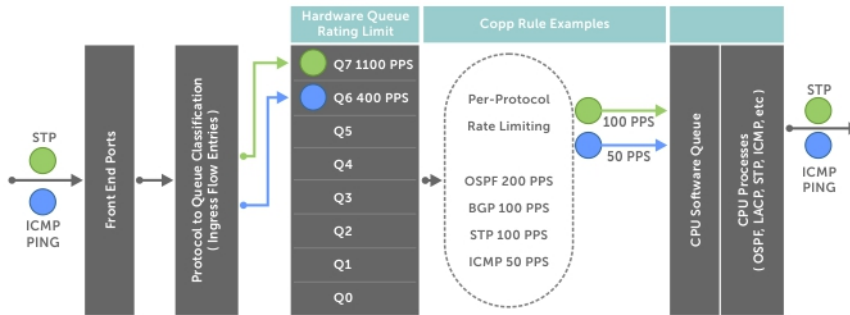 Hardware Queue
Rating Limit
Copp Rule Examples
STP
ICMP
PING
Front End Ports
Protocol to Queue Classification
( Ingress Flow Entries )
Q7 1100 PPS
Q6 400 PPS
Q5
Q4
Q3
Q2
Q1
Q0
Per-Protocol
Rate Limiting
OSPF 200 PPS
BGP 100 PPS
STP 100 PPS
ICMP 50 PPS
100 PPS
50 PPS
CPU Software Queue
CPU Processes
( OSPF, LACP, STP, ICMP, etc )
STP
ICMP
PING